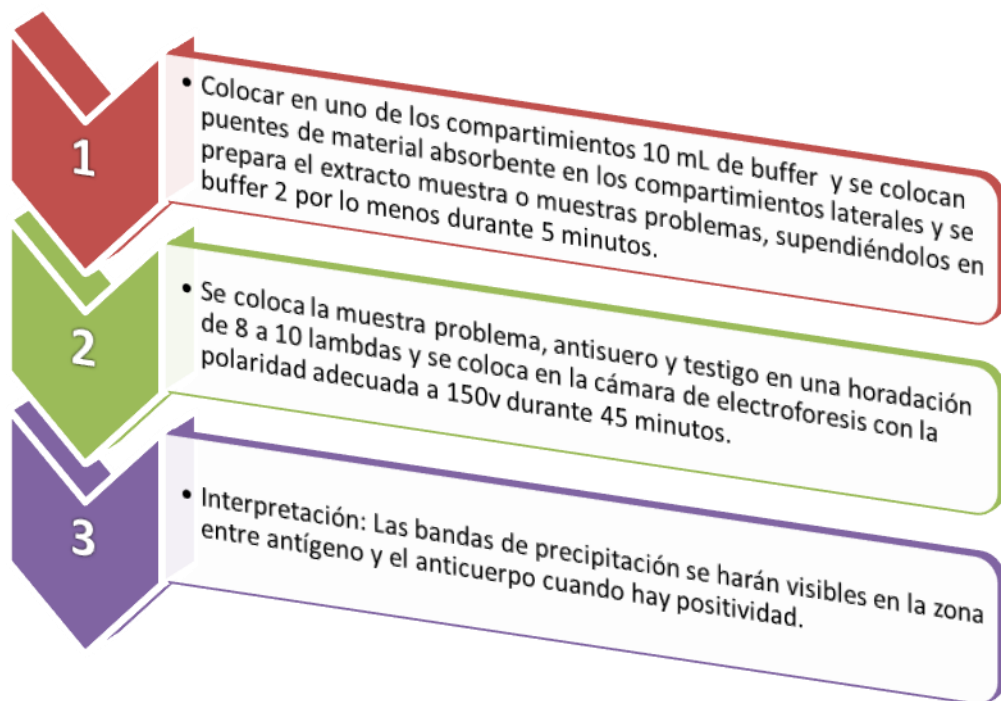 1
• Colocar en uno de los compartimientos 10 mL de buffer y se colocan
puentes de material absorbente en los compartimientos laterales y se
prepara el extracto muestra o muestras problemas, supendiéndolos en
buffer 2 por lo menos durante 5 minutos.
2
• Se coloca la muestra problema, antisuero y testigo en una horadación
de 8 a 10 lambdas y se coloca en la cámara de electroforesis con la
polaridad adecuada a 150v durante 45 minutos.
3
• Interpretación: Las bandas de precipitación se harán visibles en la zona
entre antígeno y el anticuerpo cuando hay positividad.